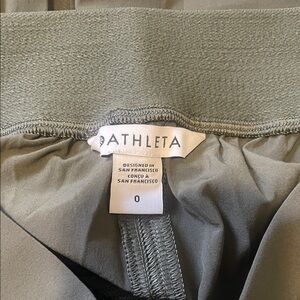 ATHLETA
DESIGNED IN
SAN FRANCISCO
CONÇU À
SAN FRANCISCO
0